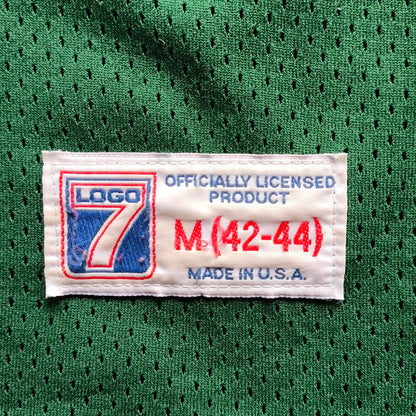 LOGO
7
OFFICIALLY LICENSED
PRODUCT
M (42-44)
MADE IN U.S.A.